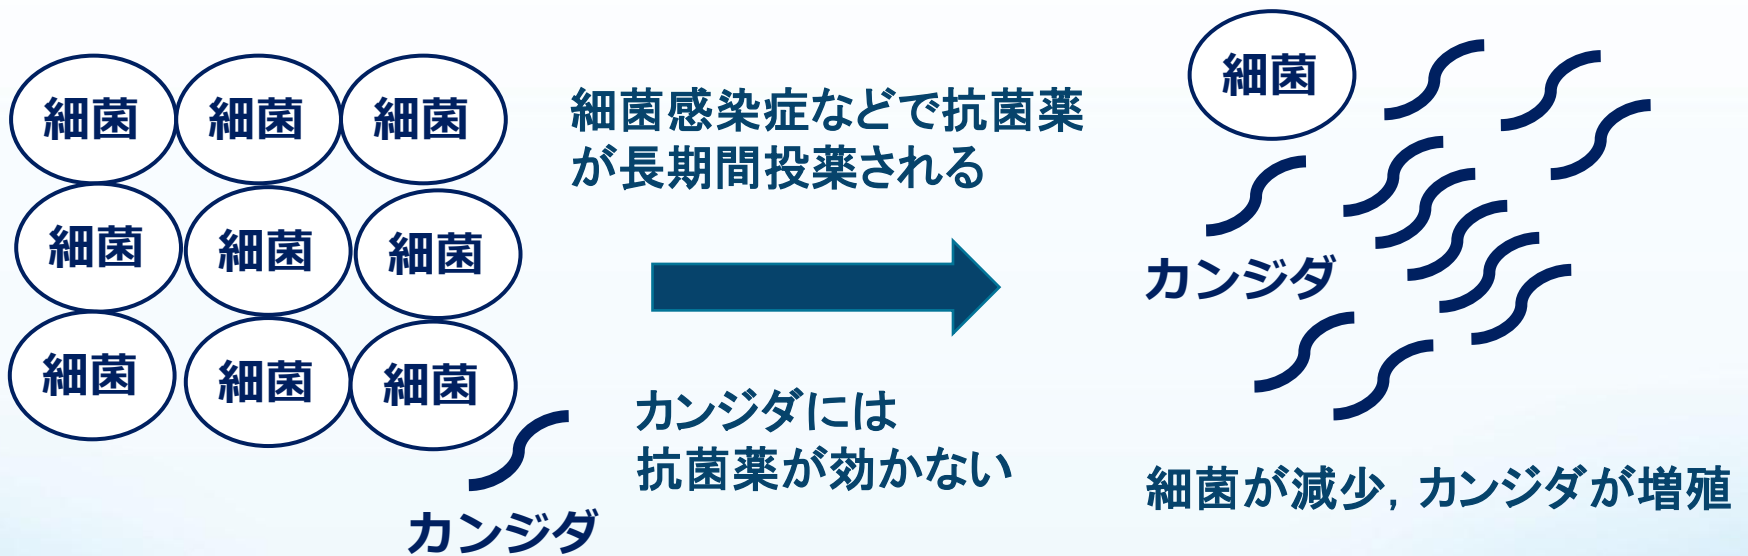 細菌
細菌
細菌
細菌
細菌
細菌
細菌
細菌
細菌
カンジダ
細菌感染症などで抗菌薬
が長期間投薬される
カンジダには
抗菌薬が効かない
細菌
カンジダ
細菌が減少，カンジダが増殖